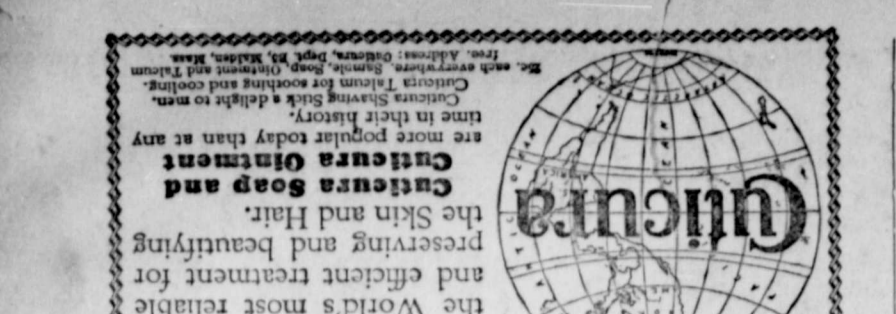 the World's most reliable
and efficient treatment for
preserving and beautifying
the Skin and Hair.
Cuticura Soap and
Cuticura Ointment
are more popular today than at any
time in their history.
Cuticura Shaving Stick a delight to men.
Cuticura Talcum for soothing and cooling.
25c. each everywhere. Sample, Soap, Ointment and Talcum
free. Address: Cuticura, Dept. Malden, Mass.
Cuticura
OCEAN